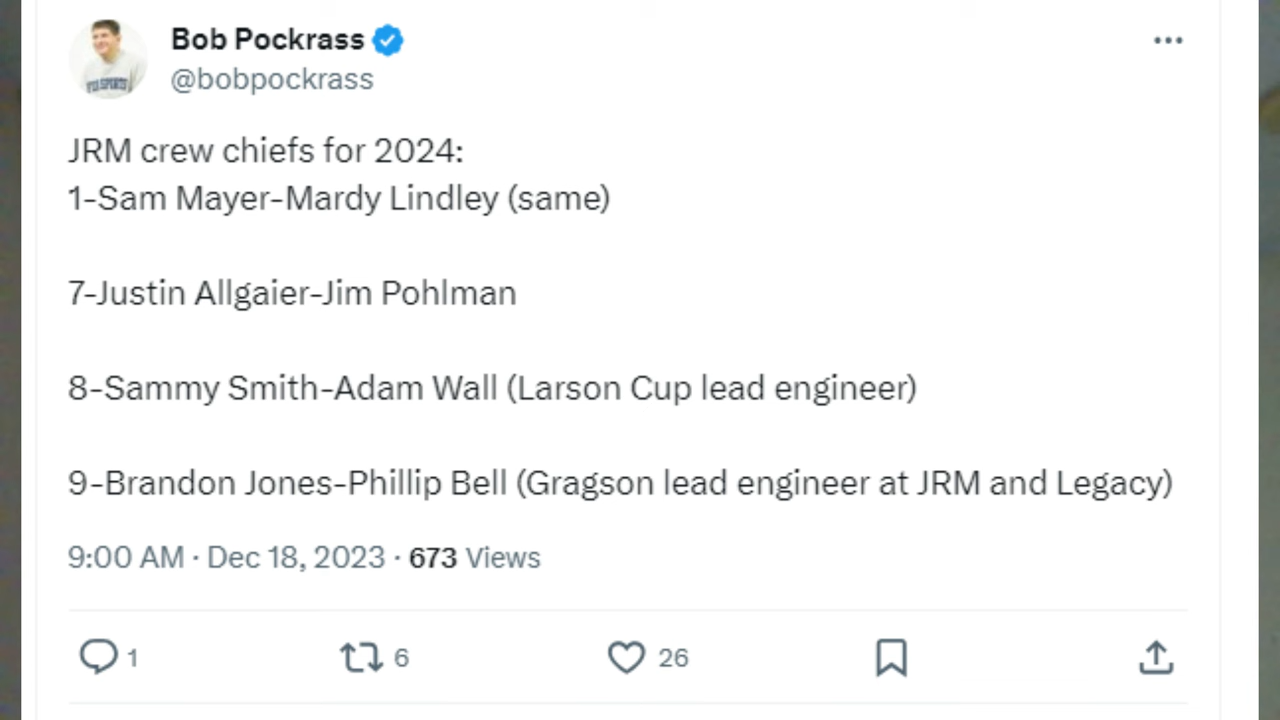 Bob Pockrass
@bobpockrass
JRM crew chiefs for 2024:
1-Sam Mayer-Mardy Lindley (same)
7-Justin Allgaier-Jim Pohlman
8-Sammy Smith-Adam Wall (Larson Cup lead engineer)
9-Brandon Jones-Phillip Bell (Gragson lead engineer at JRM and Legacy)
9:00 AM · Dec 18, 2023 · 673 Views
1 6 26